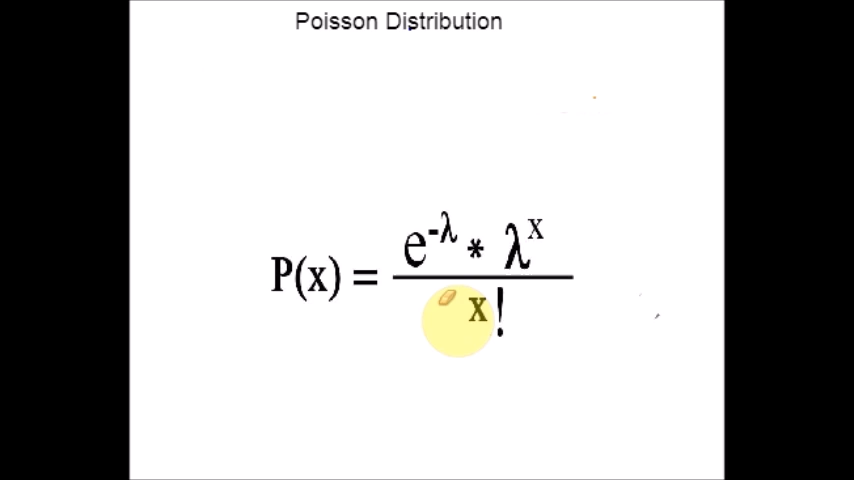 Poisson Distribution
P(x) = e^-λ * λ^x
x!